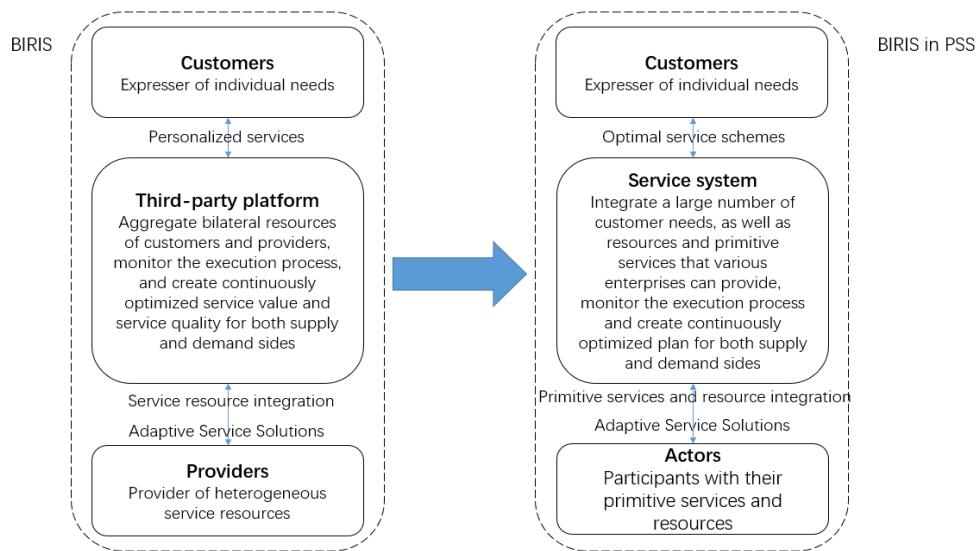 BIRIS
Customers
Expresser of individual needs
Personalized services
Third-party platform
Aggregate bilateral resources
of customers and providers,
monitor the execution process,
and create continuously
optimized service value and
service quality for both supply
and demand sides
Service resource integration
Adaptive Service Solutions
Providers
Provider of heterogeneous
service resources
BIRIS in PSS
Customers
Expresser of individual needs
Optimal service schemes
Service system
Integrate a large number of
customer needs, as well as
resources and primitive
services that various
enterprises can provide,
monitor the execution process
and create continuously
optimized plan for both supply
and demand sides
Primitive services and resource integration
Adaptive Service Solutions
Actors
Participants with their
primitive services and
resources